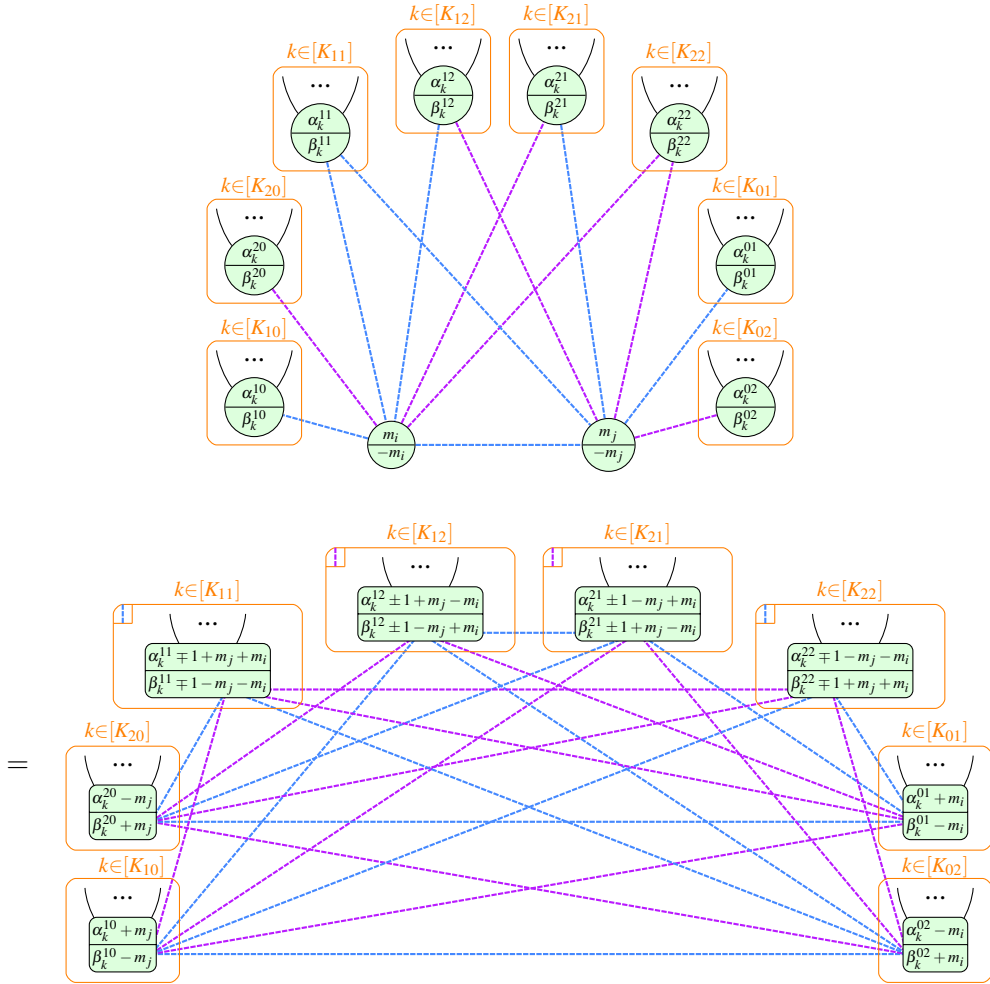 k∈[K₁₂] k∈[K₂₁]
k∈[K₁₁] k∈[K₂₂]
... ...
... ...
α_k^{12} α_k^{21}
β_k^{12} β_k^{21}
α_k^{11} α_k^{22}
β_k^{11} β_k^{22}
k∈[K₂₀] k∈[K₀₁]
... ...
α_k^{20} α_k^{01}
β_k^{20} β_k^{01}
k∈[K₁₀] k∈[K₀₂]
... ...
α_k^{10} α_k^{02}
β_k^{10} β_k^{02}
m_i m_j
−m_i −m_j
k∈[K₁₂] k∈[K₂₁]
... ...
k∈[K₁₁] k∈[K₂₂]
α_k^{12} ± 1 + m_j − m_i α_k^{21} ± 1 − m_j + m_i
β_k^{12} ± 1 − m_j + m_i β_k^{21} ± 1 + m_j − m_i
... ...
α_k^{11} ∓ 1 + m_j + m_i α_k^{22} ∓ 1 − m_j − m_i
β_k^{11} ∓ 1 − m_j − m_i β_k^{22} ∓ 1 + m_j + m_i
k∈[K₂₀] k∈[K₀₁]
... ...
=
α_k^{20} − m_j α_k^{01} + m_i
β_k^{20} + m_j β_k^{01} − m_i
k∈[K₁₀] k∈[K₀₂]
... ...
α_k^{10} + m_j α_k^{02} − m_i
β_k^{10} − m_j β_k^{02} + m_i